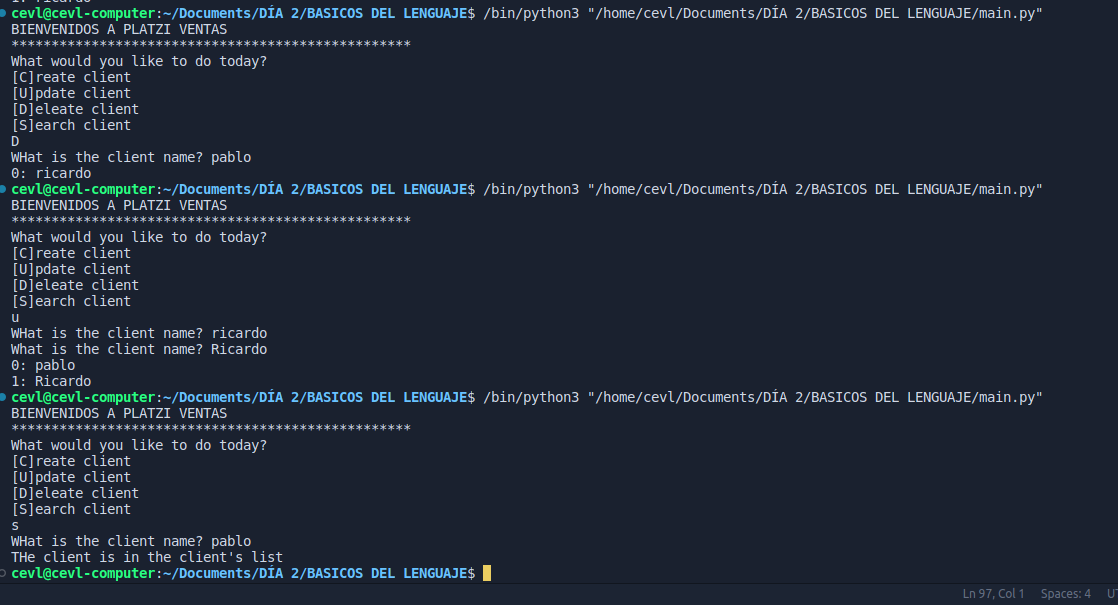 1: ricardo
cevl@cevl-computer:~/Documents/DÍA 2/BASICOS DEL LENGUAJE$ /bin/python3 "/home/cevl/Documents/DÍA 2/BASICOS DEL LENGUAJE/main.py"
BIENVENIDOS A PLATZI VENTAS
**************************************************
What would you like to do today?
[C]reate client
[U]pdate client
[D]eleate client
[S]earch client
D
WHat is the client name? pablo
0: ricardo
cevl@cevl-computer:~/Documents/DÍA 2/BASICOS DEL LENGUAJE$ /bin/python3 "/home/cevl/Documents/DÍA 2/BASICOS DEL LENGUAJE/main.py"
BIENVENIDOS A PLATZI VENTAS
**************************************************
What would you like to do today?
[C]reate client
[U]pdate client
[D]eleate client
[S]earch client
u
WHat is the client name? ricardo
What is the client name? Ricardo
0: pablo
1: Ricardo
cevl@cevl-computer:~/Documents/DÍA 2/BASICOS DEL LENGUAJE$ /bin/python3 "/home/cevl/Documents/DÍA 2/BASICOS DEL LENGUAJE/main.py"
BIENVENIDOS A PLATZI VENTAS
**************************************************
What would you like to do today?
[C]reate client
[U]pdate client
[D]eleate client
[S]earch client
s
WHat is the client name? pablo
THe client is in the client's list
cevl@cevl-computer:~/Documents/DÍA 2/BASICOS DEL LENGUAJE$
Ln 97, Col 1 Spaces: 4